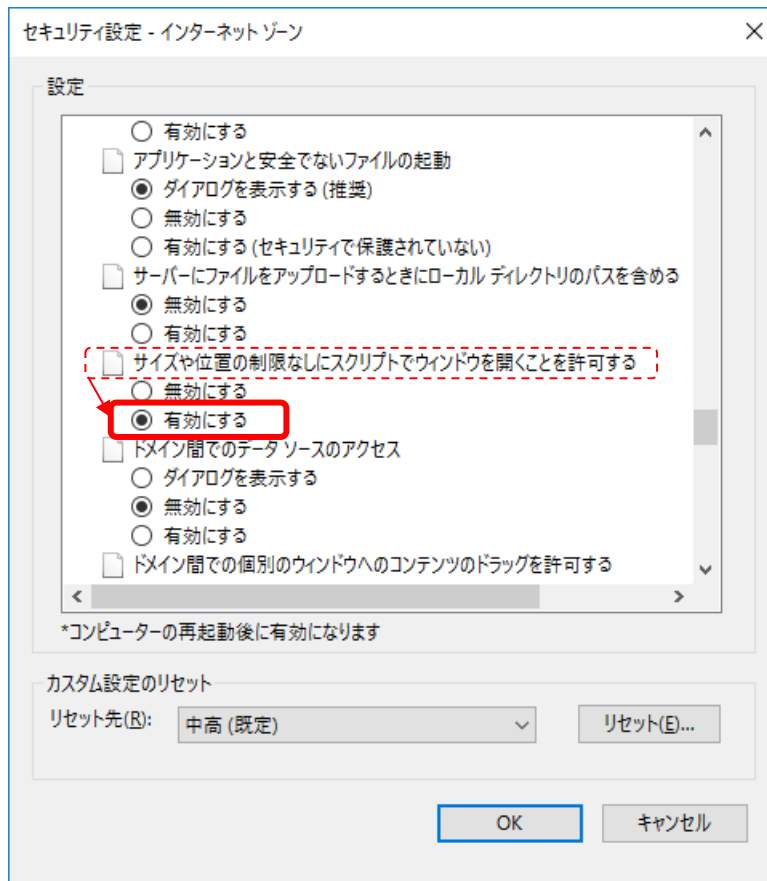 セキュリティ設定 - インターネット ゾーン
設定
有効にする
アプリケーションと安全でないファイルの起動
ダイアログを表示する (推奨)
無効にする
有効にする (セキュリティで保護されていない)
サーバーにファイルをアップロードするときにローカル ディレクトリのパスを含める
無効にする
有効にする
サイズや位置の制限なしにスクリプトでウィンドウを開くことを許可する
無効にする
有効にする
ドメイン間でのデータ ソースのアクセス
ダイアログを表示する
無効にする
有効にする
ドメイン間での個別のウィンドウへのコンテンツのドラッグを許可する
*コンピューターの再起動後に有効になります
カスタム設定のリセット
リセット先(R): 中高 (既定) リセット(E)...
OK キャンセル